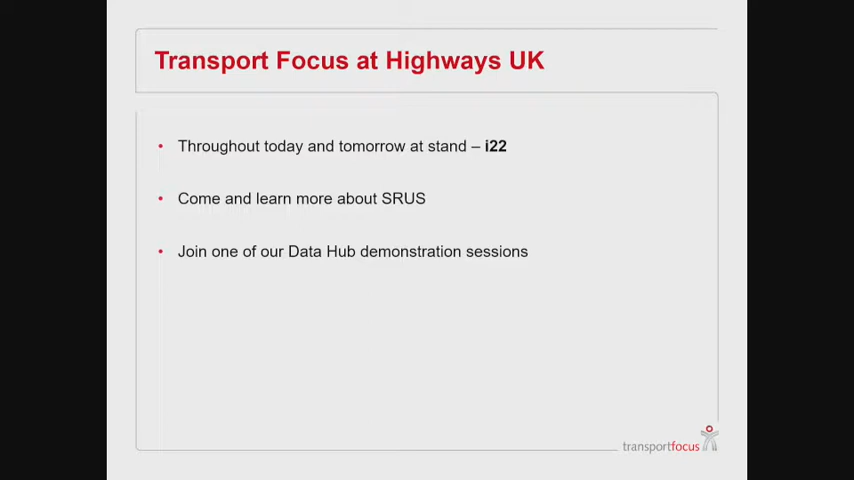 Transport Focus at Highways UK
• Throughout today and tomorrow at stand – i22
• Come and learn more about SRUS
• Join one of our Data Hub demonstration sessions
transportfocus